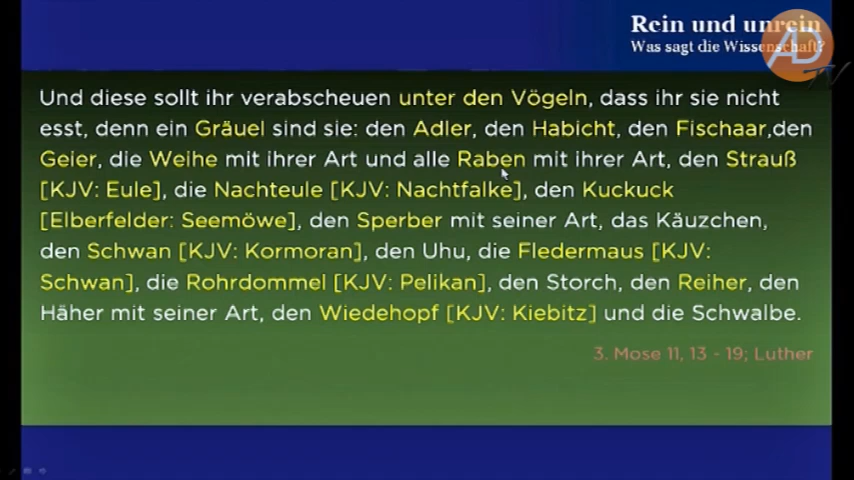 Rein und unrein
Was sagt die Wissenschaft?
AD
TV
Und diese sollt ihr verabscheuen unter den Vögeln, dass ihr sie nicht
esst, denn ein Gräuel sind sie: den Adler, den Habicht, den Fischaar,den
Geier, die Weihe mit ihrer Art und alle Raben mit ihrer Art, den Strauß
[KJV: Eule], die Nachteule [KJV: Nachtfalke], den Kuckuck
[Elberfelder: Seemöwe], den Sperber mit seiner Art, das Käuzchen,
den Schwan [KJV: Kormoran], den Uhu, die Fledermaus [KJV:
Schwan], die Rohrdommel [KJV: Pelikan], den Storch, den Reiher, den
Häher mit seiner Art, den Wiedehopf [KJV: Kiebitz] und die Schwalbe.
3. Mose 11, 13 - 19; Luther